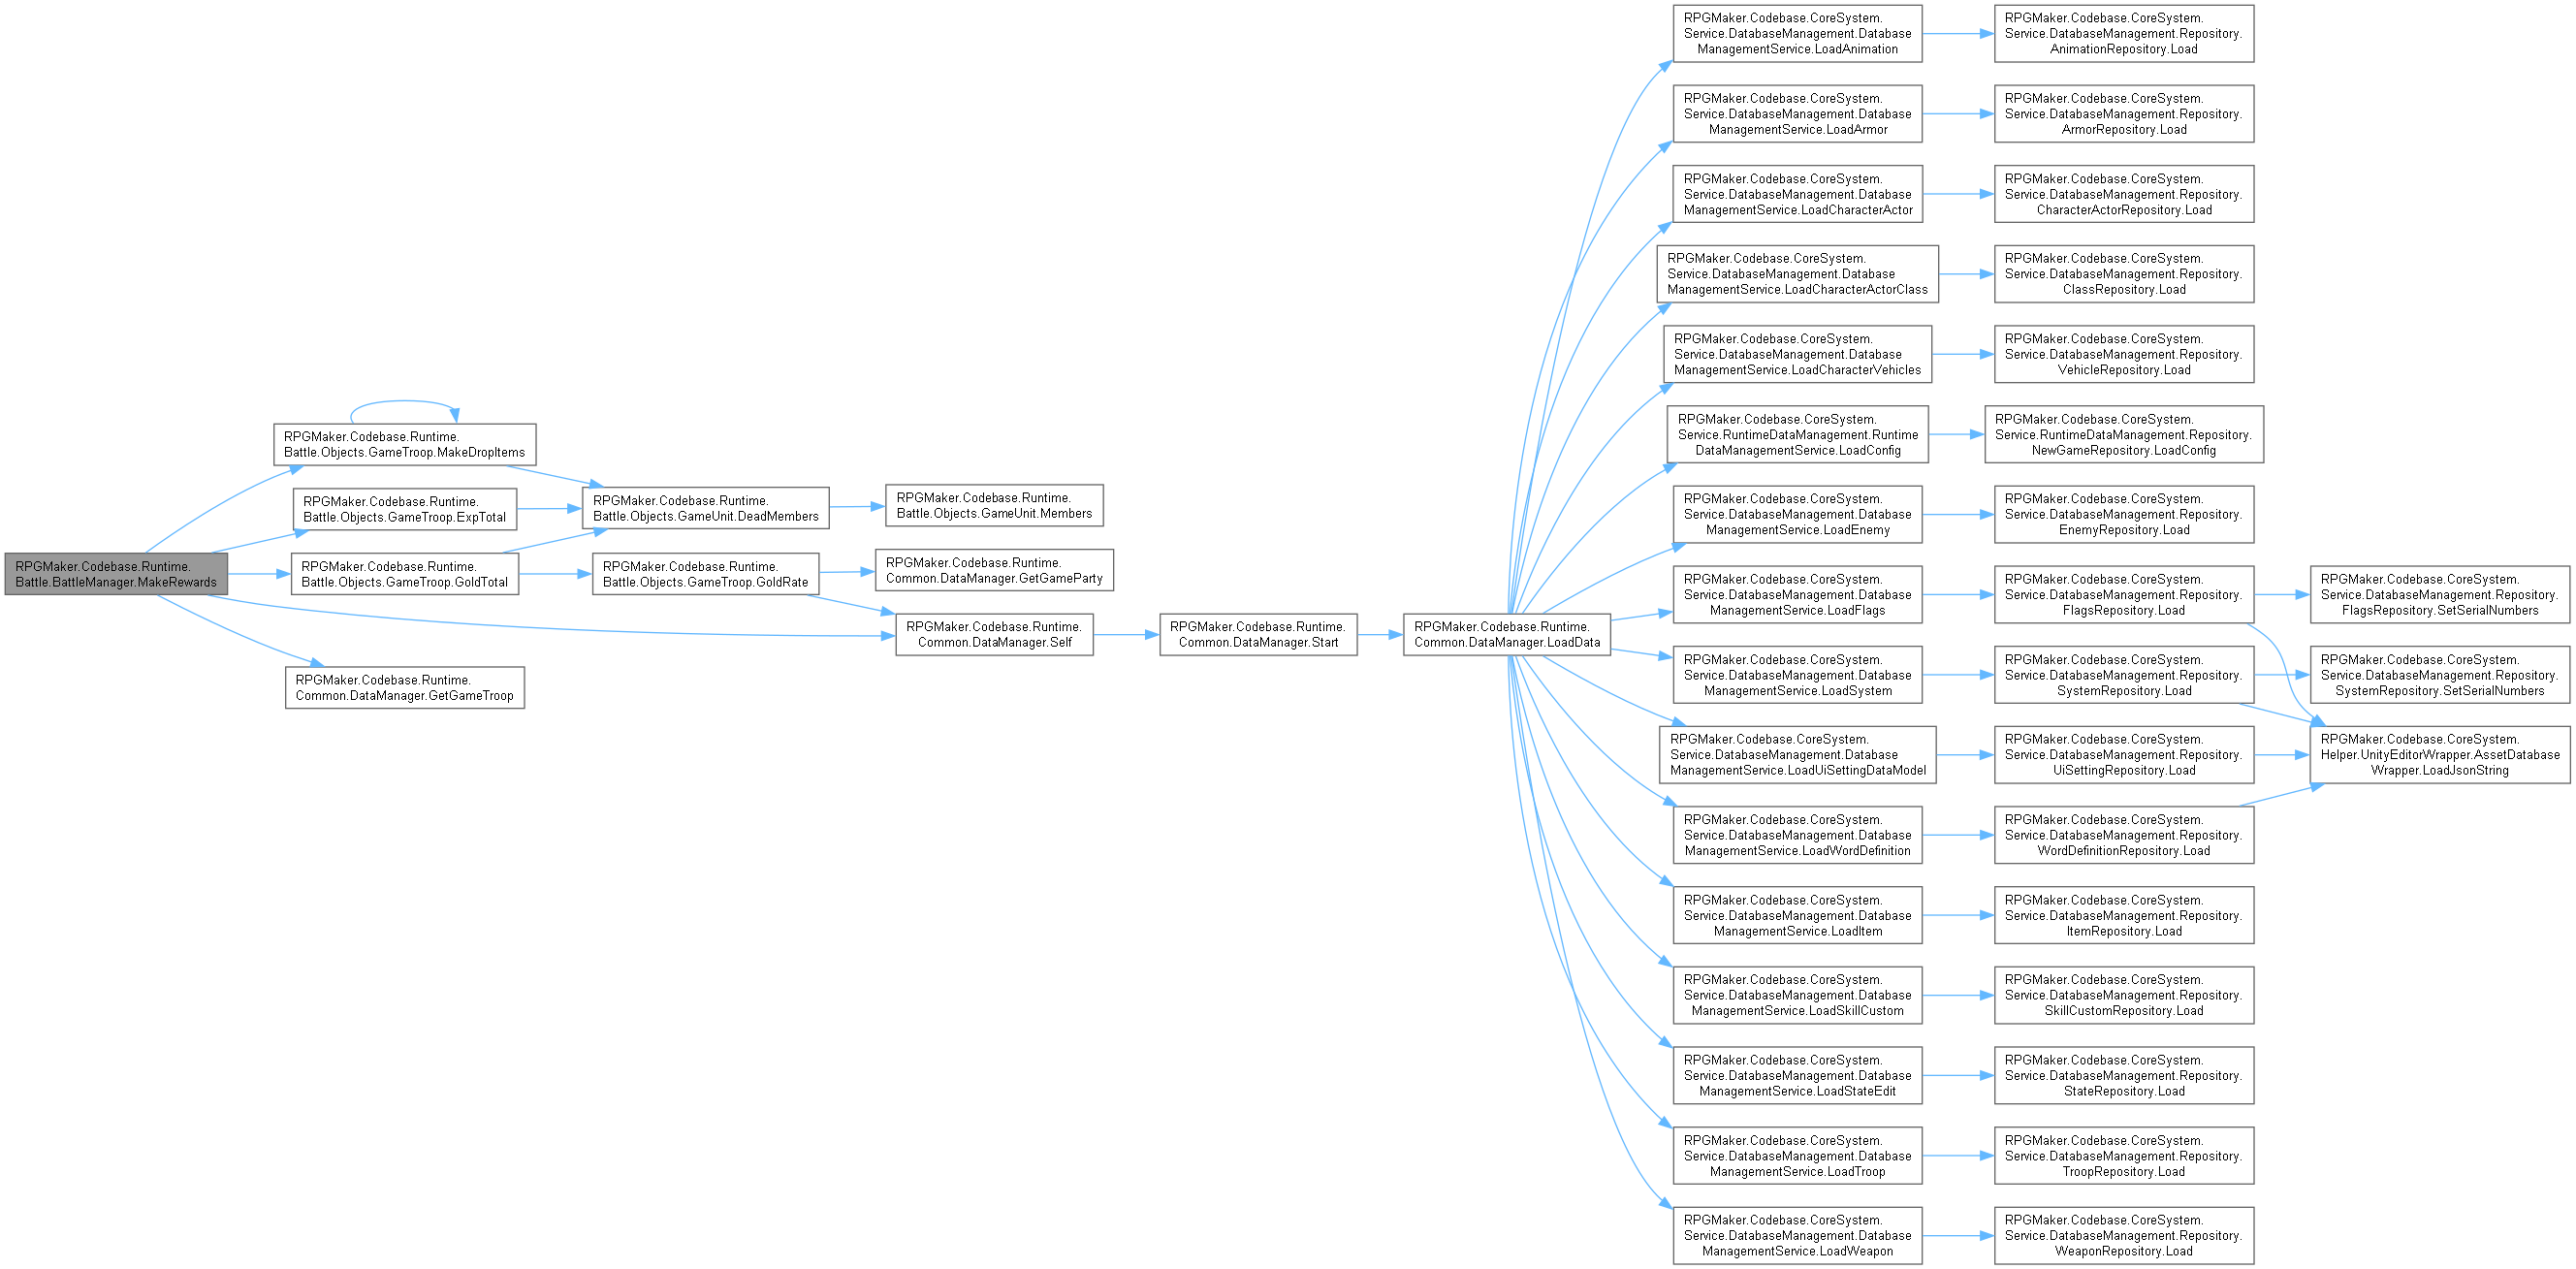 RPGMaker.Codebase.Runtime.
Battle.BattleManager.MakeRewards
RPGMaker.Codebase.Runtime.
Battle.Objects.GameTroop.MakeDropItems
RPGMaker.Codebase.Runtime.
Battle.Objects.GameTroop.ExpTotal
RPGMaker.Codebase.Runtime.
Battle.Objects.GameTroop.GoldTotal
RPGMaker.Codebase.Runtime.
Common.DataManager.GetGameTroop
RPGMaker.Codebase.Runtime.
Battle.Objects.GameUnit.DeadMembers
RPGMaker.Codebase.Runtime.
Battle.Objects.GameTroop.GoldRate
RPGMaker.Codebase.Runtime.
Battle.Objects.GameUnit.Members
RPGMaker.Codebase.Runtime.
Common.DataManager.GetGameParty
RPGMaker.Codebase.Runtime.
Common.DataManager.Self
RPGMaker.Codebase.Runtime.
Common.DataManager.Start
RPGMaker.Codebase.Runtime.
Common.DataManager.LoadData
RPGMaker.Codebase.CoreSystem.
Service.DatabaseManagement.Database
ManagementService.LoadAnimation
RPGMaker.Codebase.CoreSystem.
Service.DatabaseManagement.Database
ManagementService.LoadArmor
RPGMaker.Codebase.CoreSystem.
Service.DatabaseManagement.Database
ManagementService.LoadCharacterActor
RPGMaker.Codebase.CoreSystem.
Service.DatabaseManagement.Database
ManagementService.LoadCharacterActorClass
RPGMaker.Codebase.CoreSystem.
Service.DatabaseManagement.Database
ManagementService.LoadCharacterVehicles
RPGMaker.Codebase.CoreSystem.
Service.RuntimeDataManagement.Runtime
DataManagementService.LoadConfig
RPGMaker.Codebase.CoreSystem.
Service.DatabaseManagement.Database
ManagementService.LoadEnemy
RPGMaker.Codebase.CoreSystem.
Service.DatabaseManagement.Database
ManagementService.LoadFlags
RPGMaker.Codebase.CoreSystem.
Service.DatabaseManagement.Database
ManagementService.LoadSystem
RPGMaker.Codebase.CoreSystem.
Service.DatabaseManagement.Database
ManagementService.LoadUiSettingDataModel
RPGMaker.Codebase.CoreSystem.
Service.DatabaseManagement.Database
ManagementService.LoadWordDefinition
RPGMaker.Codebase.CoreSystem.
Service.DatabaseManagement.Database
ManagementService.LoadItem
RPGMaker.Codebase.CoreSystem.
Service.DatabaseManagement.Database
ManagementService.LoadSkillCustom
RPGMaker.Codebase.CoreSystem.
Service.DatabaseManagement.Database
ManagementService.LoadStateEdit
RPGMaker.Codebase.CoreSystem.
Service.DatabaseManagement.Database
ManagementService.LoadTroop
RPGMaker.Codebase.CoreSystem.
Service.DatabaseManagement.Database
ManagementService.LoadWeapon
RPGMaker.Codebase.CoreSystem.
Service.DatabaseManagement.Repository.
AnimationRepository.Load
RPGMaker.Codebase.CoreSystem.
Service.DatabaseManagement.Repository.
ArmorRepository.Load
RPGMaker.Codebase.CoreSystem.
Service.DatabaseManagement.Repository.
CharacterActorRepository.Load
RPGMaker.Codebase.CoreSystem.
Service.DatabaseManagement.Repository.
ClassRepository.Load
RPGMaker.Codebase.CoreSystem.
Service.DatabaseManagement.Repository.
VehicleRepository.Load
RPGMaker.Codebase.CoreSystem.
Service.RuntimeDataManagement.Repository.
NewGameRepository.LoadConfig
RPGMaker.Codebase.CoreSystem.
Service.DatabaseManagement.Repository.
EnemyRepository.Load
RPGMaker.Codebase.CoreSystem.
Service.DatabaseManagement.Repository.
FlagsRepository.Load
RPGMaker.Codebase.CoreSystem.
Service.DatabaseManagement.Repository.
SystemRepository.Load
RPGMaker.Codebase.CoreSystem.
Service.DatabaseManagement.Repository.
UiSettingRepository.Load
RPGMaker.Codebase.CoreSystem.
Service.DatabaseManagement.Repository.
WordDefinitionRepository.Load
RPGMaker.Codebase.CoreSystem.
Service.DatabaseManagement.Repository.
ItemRepository.Load
RPGMaker.Codebase.CoreSystem.
Service.DatabaseManagement.Repository.
SkillCustomRepository.Load
RPGMaker.Codebase.CoreSystem.
Service.DatabaseManagement.Repository.
StateRepository.Load
RPGMaker.Codebase.CoreSystem.
Service.DatabaseManagement.Repository.
TroopRepository.Load
RPGMaker.Codebase.CoreSystem.
Service.DatabaseManagement.Repository.
WeaponRepository.Load
RPGMaker.Codebase.CoreSystem.
Service.DatabaseManagement.Repository.
FlagsRepository.SetSerialNumbers
RPGMaker.Codebase.CoreSystem.
Service.DatabaseManagement.Repository.
SystemRepository.SetSerialNumbers
RPGMaker.Codebase.CoreSystem.
Helper.UnityEditorWrapper.AssetDatabase
Wrapper.LoadJsonString